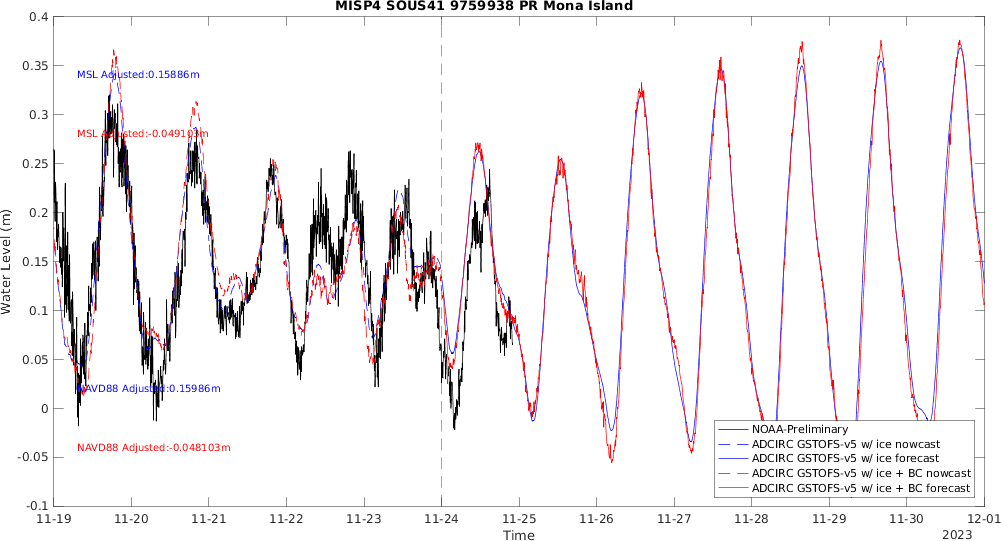 MISP4 SOUS41 9759938 PR Mona Island
0.4
0.35
0.3
0.25
0.2
0.15
0.1
0.05
0
-0.05
-0.1
Water Level (m)
MSL Adjusted:0.15886m
MSL Adjusted:-0.049103m
NAVD88 Adjusted:0.15986m
NAVD88 Adjusted:-0.048103m
NOAA-Preliminary
ADCIRC GSTOFS-v5 w/ ice nowcast
ADCIRC GSTOFS-v5 w/ ice forecast
ADCIRC GSTOFS-v5 w/ ice + BC nowcast
ADCIRC GSTOFS-v5 w/ ice + BC forecast
11-19 11-20 11-21 11-22 11-23 11-24 11-25 11-26 11-27 11-28 11-29 11-30 12-01
Time
2023